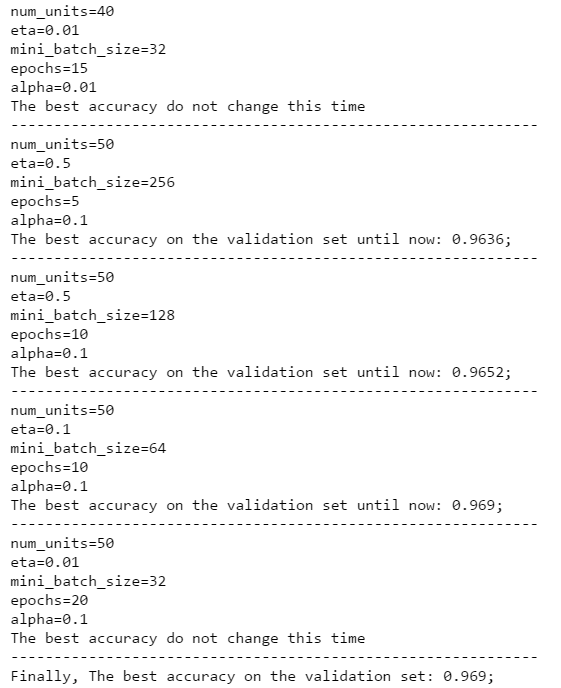 num_units=40
eta=0.01
mini_batch_size=32
epochs=15
alpha=0.01
The best accuracy do not change this time
------------------------------------------------------------
num_units=50
eta=0.5
mini_batch_size=256
epochs=5
alpha=0.1
The best accuracy on the validation set until now: 0.9636;
------------------------------------------------------------
num_units=50
eta=0.5
mini_batch_size=128
epochs=10
alpha=0.1
The best accuracy on the validation set until now: 0.9652;
------------------------------------------------------------
num_units=50
eta=0.1
mini_batch_size=64
epochs=10
alpha=0.1
The best accuracy on the validation set until now: 0.969;
------------------------------------------------------------
num_units=50
eta=0.01
mini_batch_size=32
epochs=20
alpha=0.1
The best accuracy do not change this time
------------------------------------------------------------
Finally, The best accuracy on the validation set: 0.969;